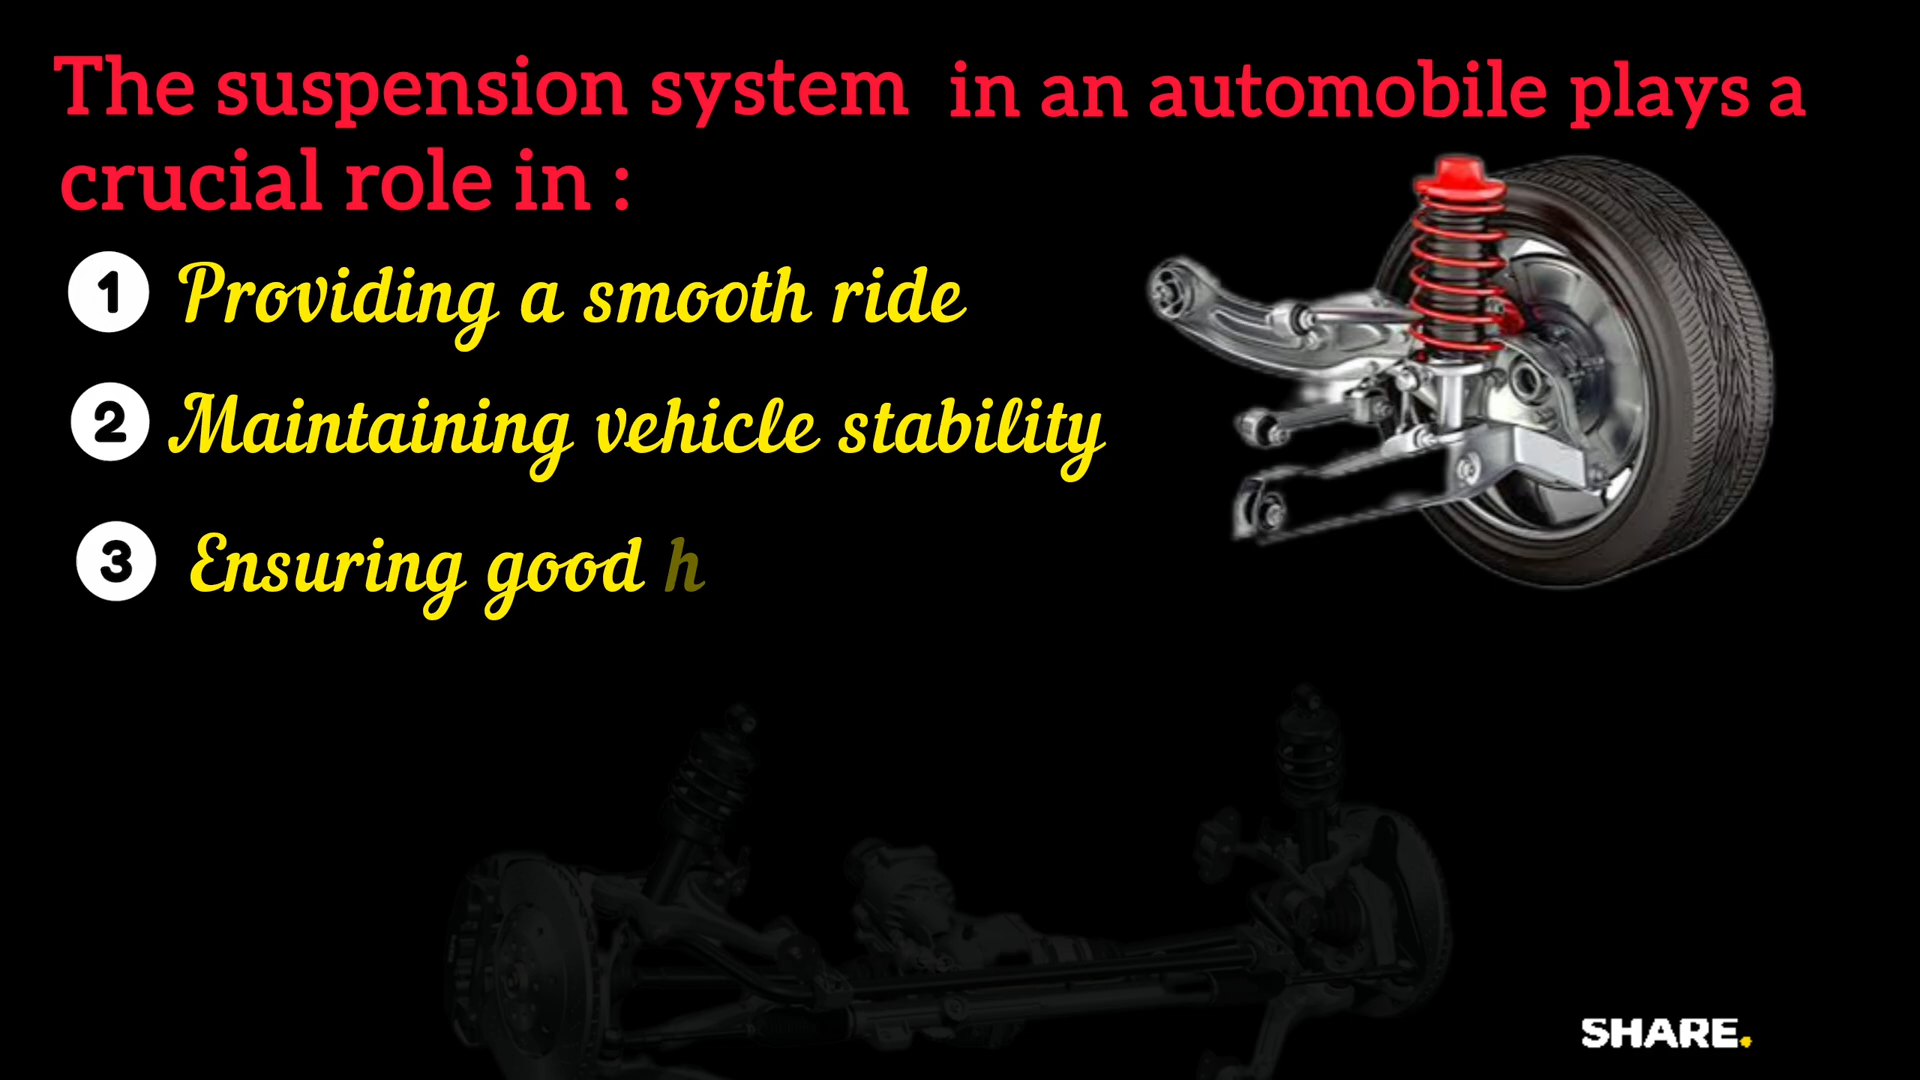 The suspension system in an automobile plays a
crucial role in :
1 Providing a smooth ride
2 Maintaining vehicle stability
3 Ensuring good h
SHARE.